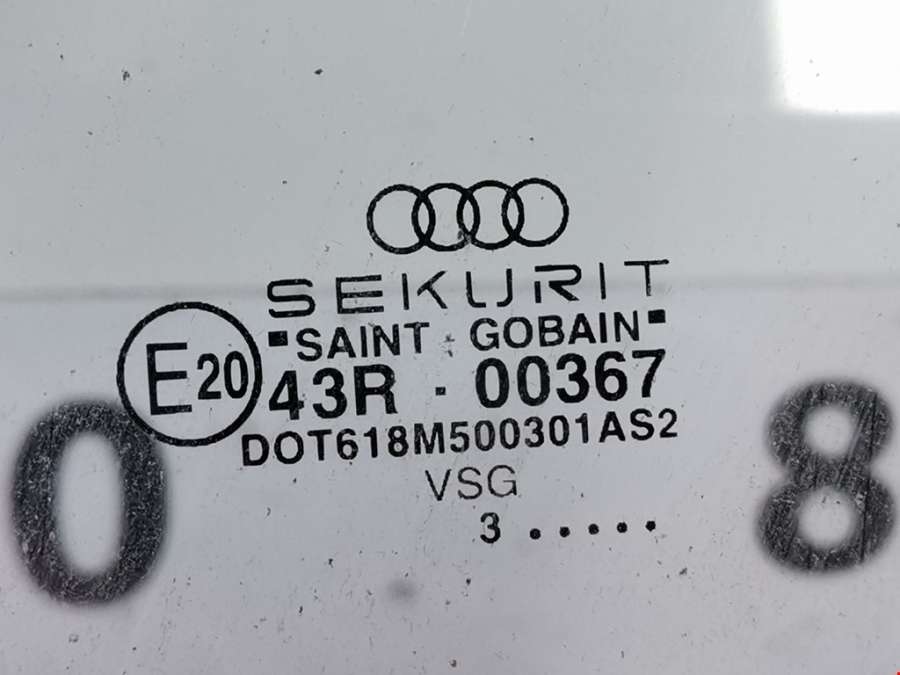 SEKURIT
"SAINT - GOBAIN"
E20
43R - 00367
DOT618M500301AS2
VSG
3 .....
0 8